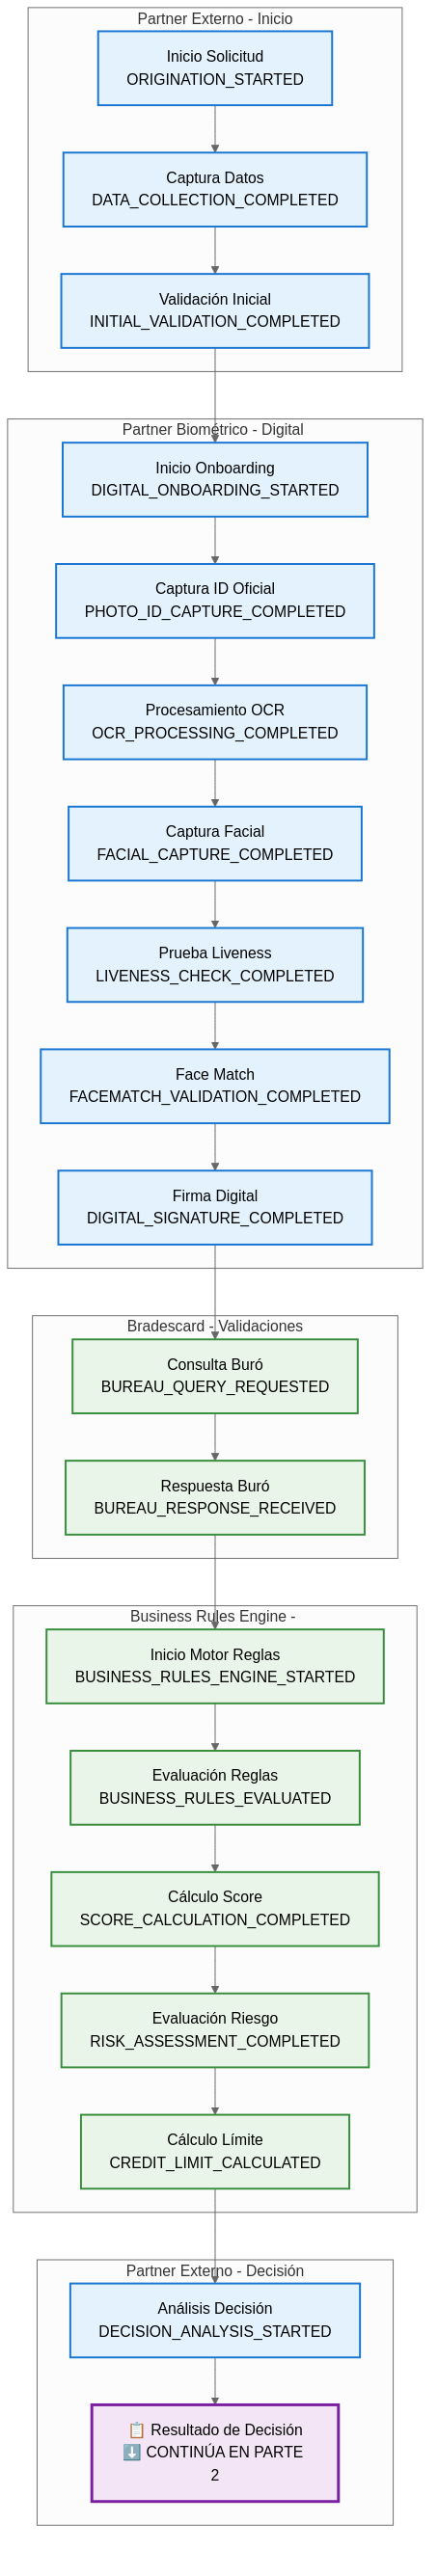 Partner Externo - Inicio
Inicio Solicitud
ORIGINATION_STARTED
Captura Datos
DATA_COLLECTION_COMPLETED
Validación Inicial
INITIAL_VALIDATION_COMPLETED
Partner Biométrico - Digital
Inicio Onboarding
DIGITAL_ONBOARDING_STARTED
Captura ID Oficial
PHOTO_ID_CAPTURE_COMPLETED
Procesamiento OCR
OCR_PROCESSING_COMPLETED
Captura Facial
FACIAL_CAPTURE_COMPLETED
Prueba Liveness
LIVENESS_CHECK_COMPLETED
Face Match
FACEMATCH_VALIDATION_COMPLETED
Firma Digital
DIGITAL_SIGNATURE_COMPLETED
Bradescard - Validaciones
Consulta Buró
BUREAU_QUERY_REQUESTED
Respuesta Buró
BUREAU_RESPONSE_RECEIVED
Business Rules Engine -
Inicio Motor Reglas
BUSINESS_RULES_ENGINE_STARTED
Evaluación Reglas
BUSINESS_RULES_EVALUATED
Cálculo Score
SCORE_CALCULATION_COMPLETED
Evaluación Riesgo
RISK_ASSESSMENT_COMPLETED
Cálculo Límite
CREDIT_LIMIT_CALCULATED
Partner Externo - Decisión
Análisis Decisión
DECISION_ANALYSIS_STARTED
📋 Resultado de Decisión
⬇️ CONTINÚA EN PARTE
2